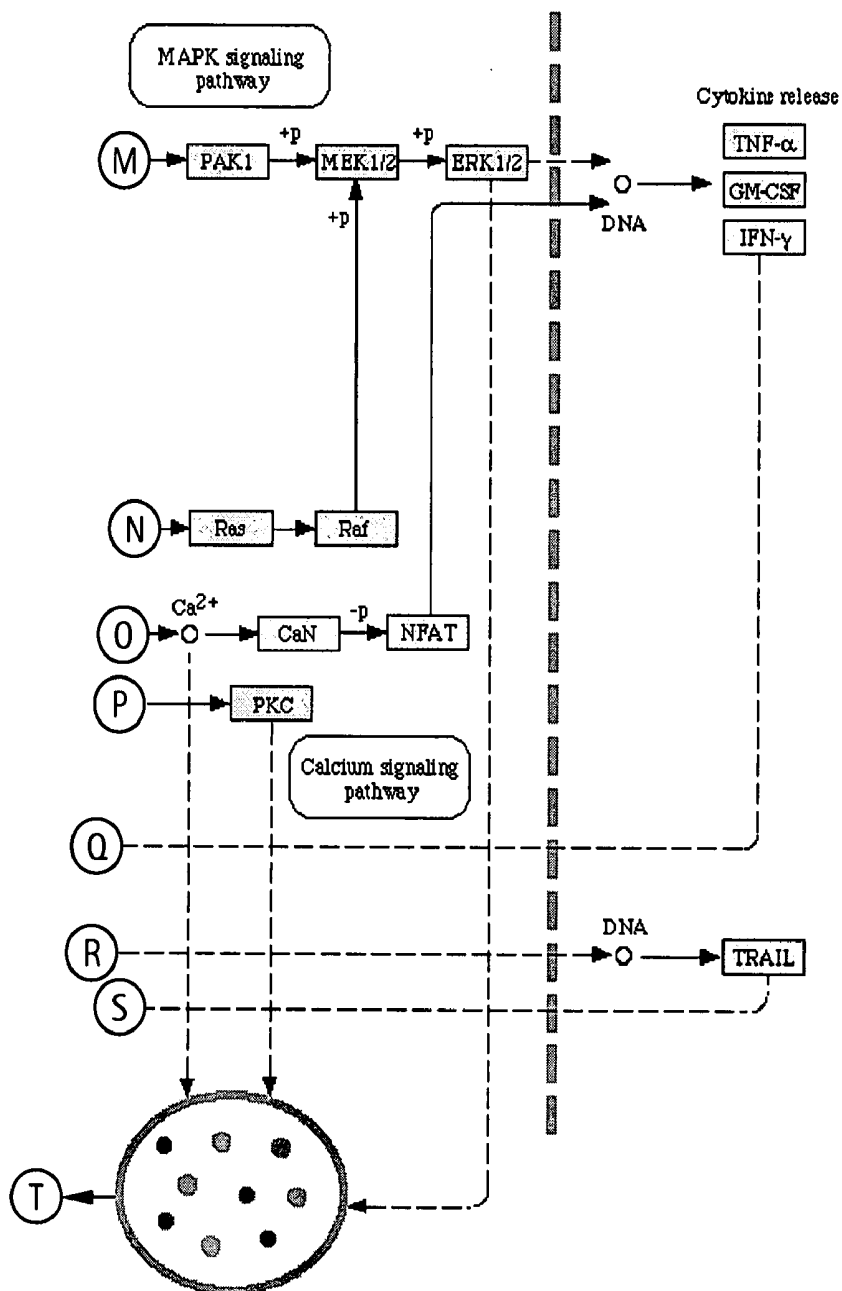 MAPK signaling
pathway
Cytokine release
+p
+p
M
PAK1
MEK1/2
ERK1/2
TNF-α
GM-CSF
IFN-γ
+p
DNA
N
Ras
Raf
O
Ca2+
CaN
-p
NFAT
P
PKC
Calcium signaling
pathway
Q
DNA
R
TRAIL
S
T